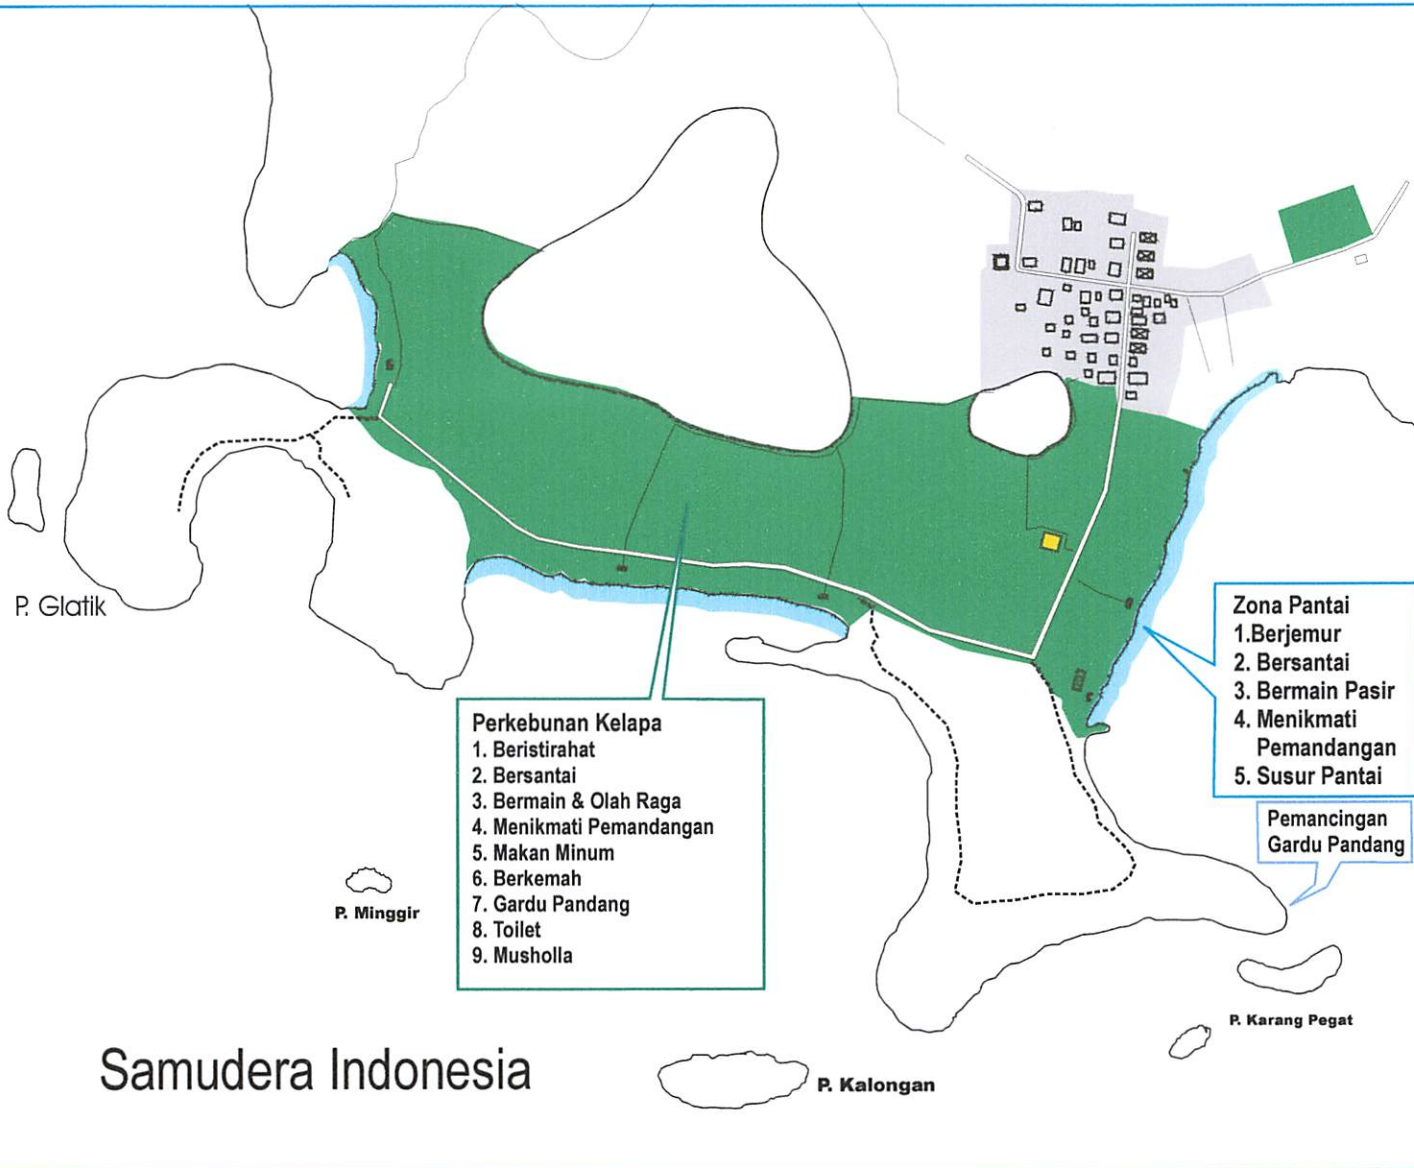 Zona Pantai
1.Berjemur
2. Bersantai
3. Bermain Pasir
4. Menikmati
Pemandangan
5. Susur Pantai
P. Glatik
Perkebunan Kelapa
1. Beristirahat
2. Bersantai
3. Bermain & Olah Raga
4. Menikmati Pemandangan
5. Makan Minum
6. Berkemah
7. Gardu Pandang
8. Toilet
9. Musholla
Pemancingan
Gardu Pandang
P. Minggir
P. Karang Pegat
Samudera Indonesia
P. Kalongan